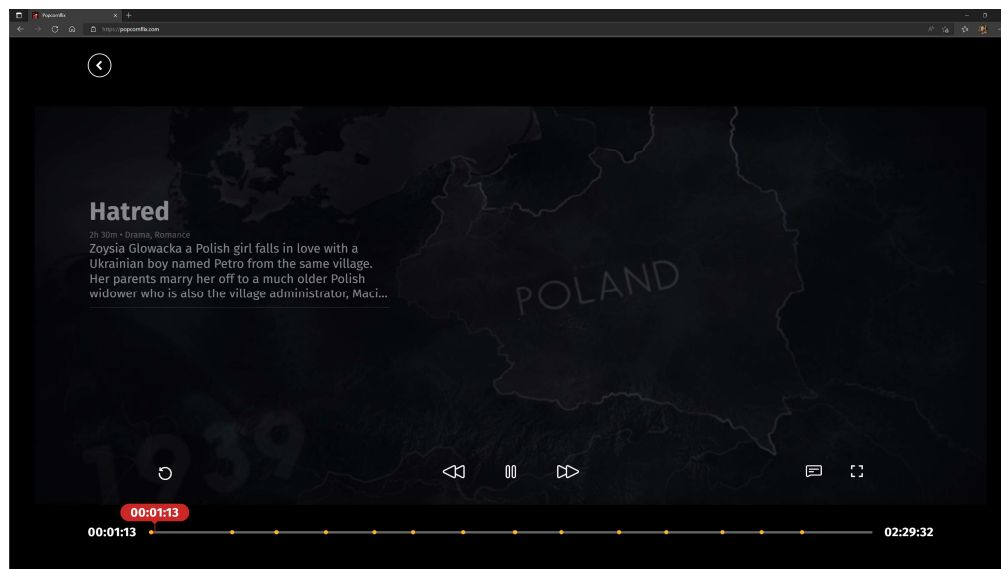 Popcornflix
https://popcornflix.com
Hatred
2h 30m • Drama, Romance
Zoysia Glowacka a Polish girl falls in love with a
Ukrainian boy named Petro from the same village.
Her parents marry her off to a much older Polish
widower who is also the village administrator, Maci...
POLAND
1939
00:01:13
00:01:13
02:29:32